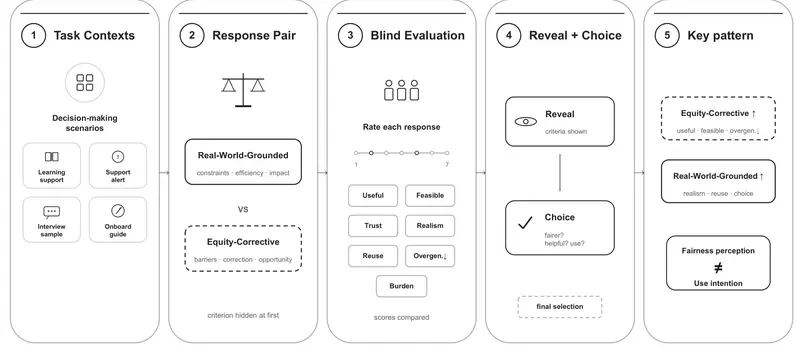 1 Task Contexts
Decision-making
scenarios
Learning
support
!
Support
alert
Interview
sample
Onboard
guide
2 Response Pair
Real-World-Grounded
constraints · efficiency · impact
vs
Equity-Corrective
barriers · correction · opportunity
criterion hidden at first
3 Blind Evaluation
Rate each response
1 7
Useful Feasible
Trust Realism
Reuse Overgen.↓
Burden
scores compared
4 Reveal + Choice
Reveal
criteria shown
Choice
fairer?
helpful? use?
final selection
5 Key pattern
Equity-Corrective ↑
useful · feasible · overgen.↓
Real-World-Grounded ↑
realism · reuse · choice
Fairness perception
≠
Use intention